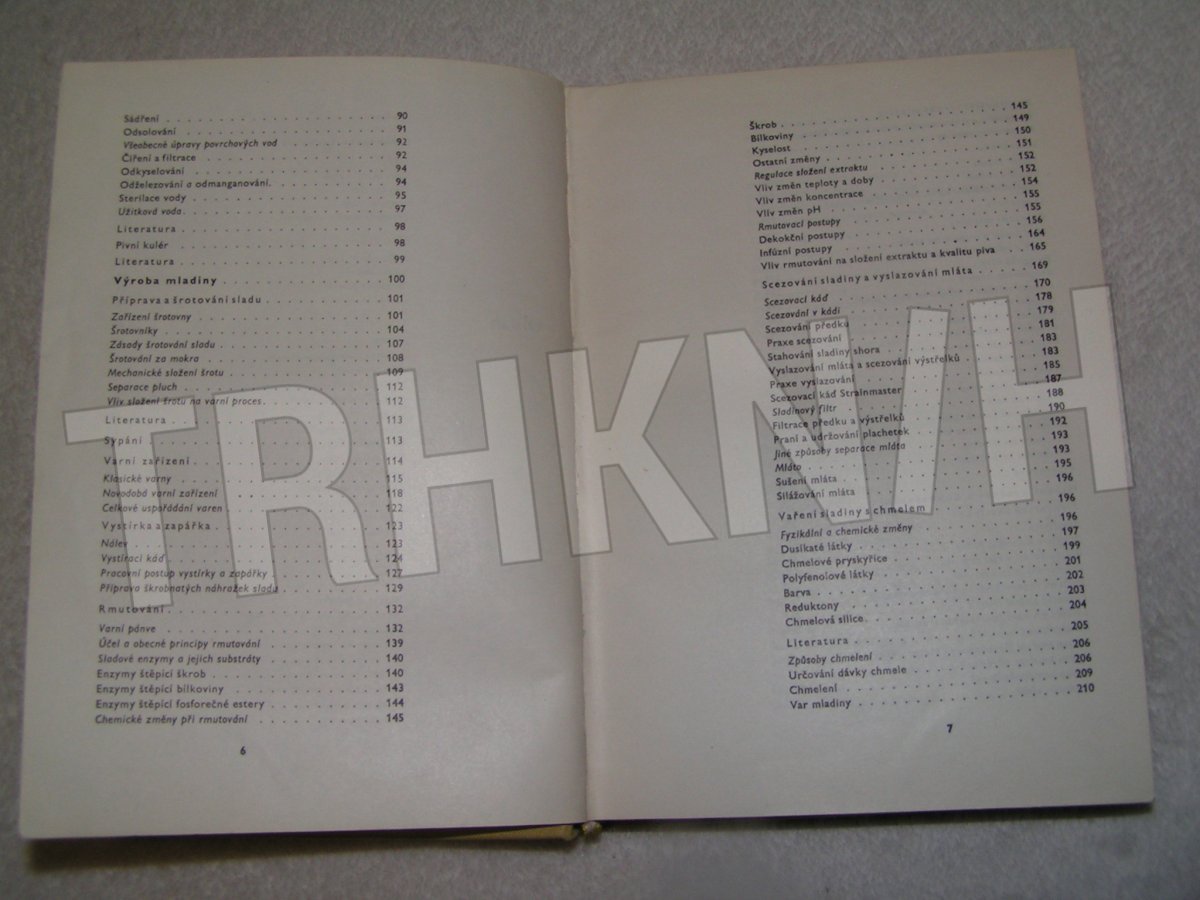 Sádření . . . . . 90
Odsolování . . . . . 91
Všeobecné úpravy povrchových vod . . . . . 92
Čiření a filtrace . . . . . 92
Odkyselování . . . . . 94
Odželezování a odmanganování. . . . . . 94
Sterilace vody . . . . . 95
Užitková voda . . . . . 97
Literatura . . . . . 98
Pivní kulér . . . . . 98
Literatura . . . . . 99
Výroba mladiny . . . . . 100
Příprava a šrotování sladu . . . . . 101
Zařízení šrotovny . . . . . 101
Šrotovníky . . . . . 104
Zásady šrotování sladu . . . . . 107
Šrotování za mokra . . . . . 108
Mechanické složení šrotu . . . . . 109
Separace pluch . . . . . 112
Vliv složení šrotu na varní proces . . . . . 112
Literatura . . . . . 113
Sypání . . . . . 113
Varní zařízení . . . . . 114
Klasické varny . . . . . 115
Novodobá varní zařízení . . . . . 118
Celkové uspořádání varen . . . . . 122
Vystírka a zapářka . . . . . 123
Nálev . . . . . 123
Vystírací káď . . . . . 124
Pracovní postup vystírky a zapářky . . . . . 127
Příprava škrobnatých náhražek sladu . . . . . 129
Rmutování . . . . . 132
Varní pánve . . . . . 132
Účel a obecné principy rmutování . . . . . 139
Sladové enzymy a jejich substráty . . . . . 140
Enzymy štěpící škrob . . . . . 140
Enzymy štěpící bílkoviny . . . . . 143
Enzymy štěpící fosforečné estery . . . . . 144
Chemické změny při rmutování . . . . . 145
6
Škrob . . . . . 145
Bílkoviny . . . . . 149
Kyselost . . . . . 150
Ostatní změny . . . . . 151
Regulace složení extraktu . . . . . 152
Vliv změn teploty a doby . . . . . 152
Vliv změn koncentrace . . . . . 154
Vliv změn pH . . . . . 155
Rmutovací postupy . . . . . 155
Dekokční postupy . . . . . 156
Infúzní postupy . . . . . 164
Vliv rmutování na složení extraktu a kvalitu piva . . . . . 165
Scezování sladiny a vyslazování mláta . . . . . 169
Scezovací káď . . . . . 170
Scezování v kádi . . . . . 178
Scezování předku . . . . . 179
Praxe scezování . . . . . 181
Stahování sladiny shora . . . . . 183
Vyslazování mláta a scezování výstřelků . . . . . 183
Praxe vyslazování . . . . . 185
Scezovací káď Strainmaster . . . . . 187
Sladinový filtr . . . . . 188
Filtrace předku a výstřelků . . . . . 190
Praní a udržování plachetek . . . . . 192
Jiné způsoby separace mláta . . . . . 193
Mláto . . . . . 193
Sušení mláta . . . . . 195
Silážování mláta . . . . . 196
Vaření sladiny s chmelem . . . . . 196
Fyzikální a chemické změny . . . . . 196
Dusíkaté látky . . . . . 197
Chmelové pryskyřice . . . . . 199
Polyfenolové látky . . . . . 201
Barva . . . . . 202
Reduktony . . . . . 203
Chmelová silice . . . . . 204
Literatura . . . . . 205
Způsoby chmelení . . . . . 206
Určování dávky chmele . . . . . 206
Chmelení . . . . . 209
Var mladiny . . . . . 210
7
TRHKNVH